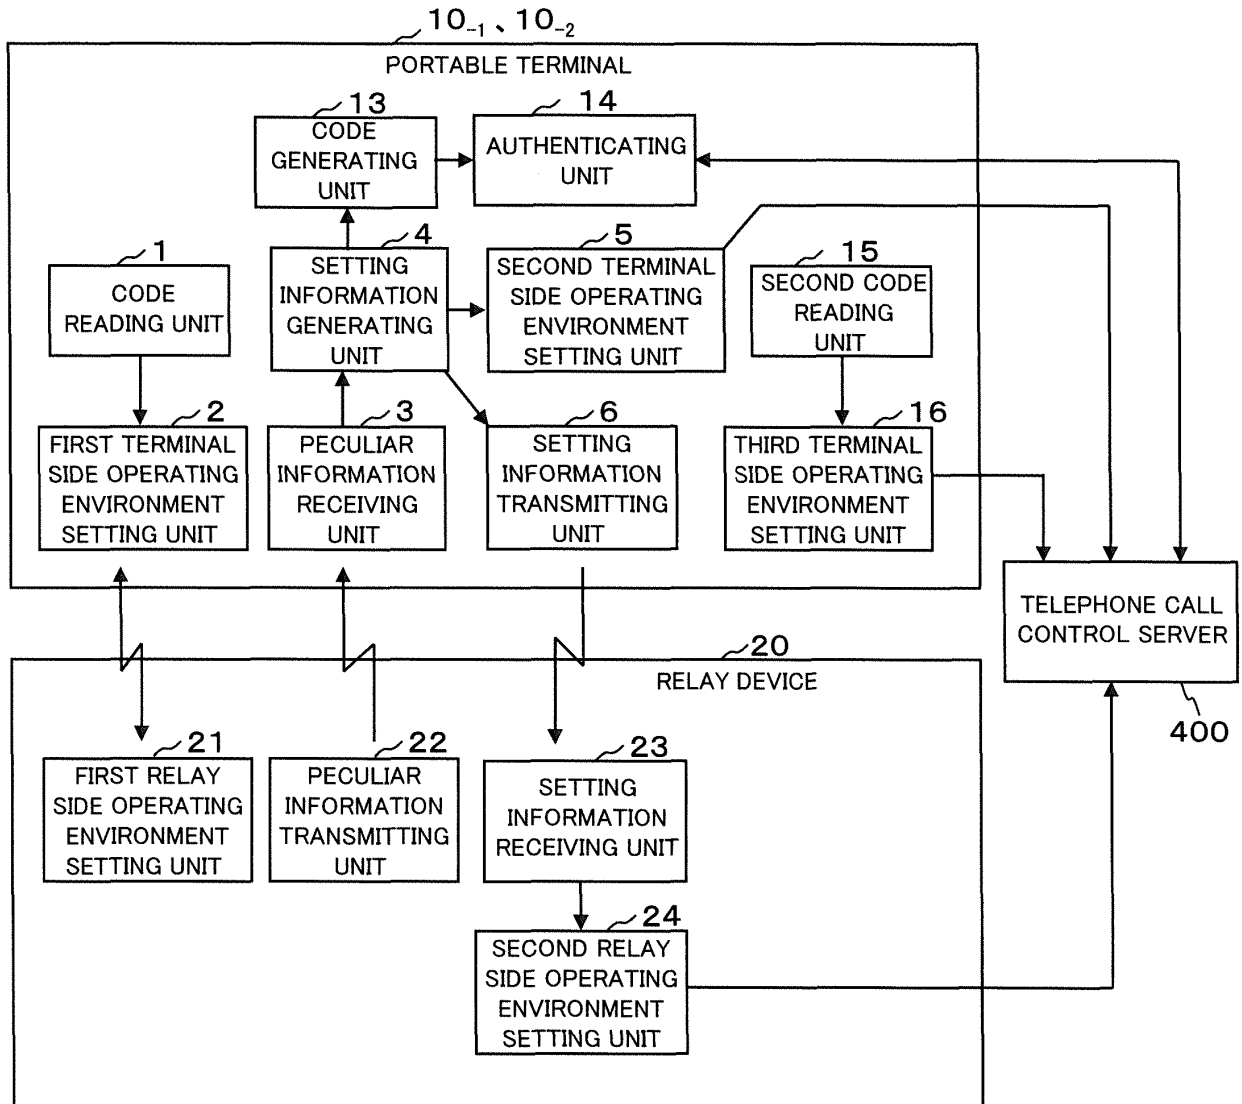 10-1、10-2
PORTABLE TERMINAL
13
CODE
GENERATING
UNIT
14
AUTHENTICATING
UNIT
1
CODE
READING UNIT
4
SETTING
INFORMATION
GENERATING
UNIT
5
SECOND TERMINAL
SIDE OPERATING
ENVIRONMENT
SETTING UNIT
15
SECOND CODE
READING
UNIT
2
FIRST TERMINAL
SIDE OPERATING
ENVIRONMENT
SETTING UNIT
3
PECULIAR
INFORMATION
RECEIVING
UNIT
6
SETTING
INFORMATION
TRANSMITTING
UNIT
16
THIRD TERMINAL
SIDE OPERATING
ENVIRONMENT
SETTING UNIT
TELEPHONE CALL
CONTROL SERVER
400
20
RELAY DEVICE
21
FIRST RELAY
SIDE OPERATING
ENVIRONMENT
SETTING UNIT
22
PECULIAR
INFORMATION
TRANSMITTING
UNIT
23
SETTING
INFORMATION
RECEIVING UNIT
24
SECOND RELAY
SIDE OPERATING
ENVIRONMENT
SETTING UNIT